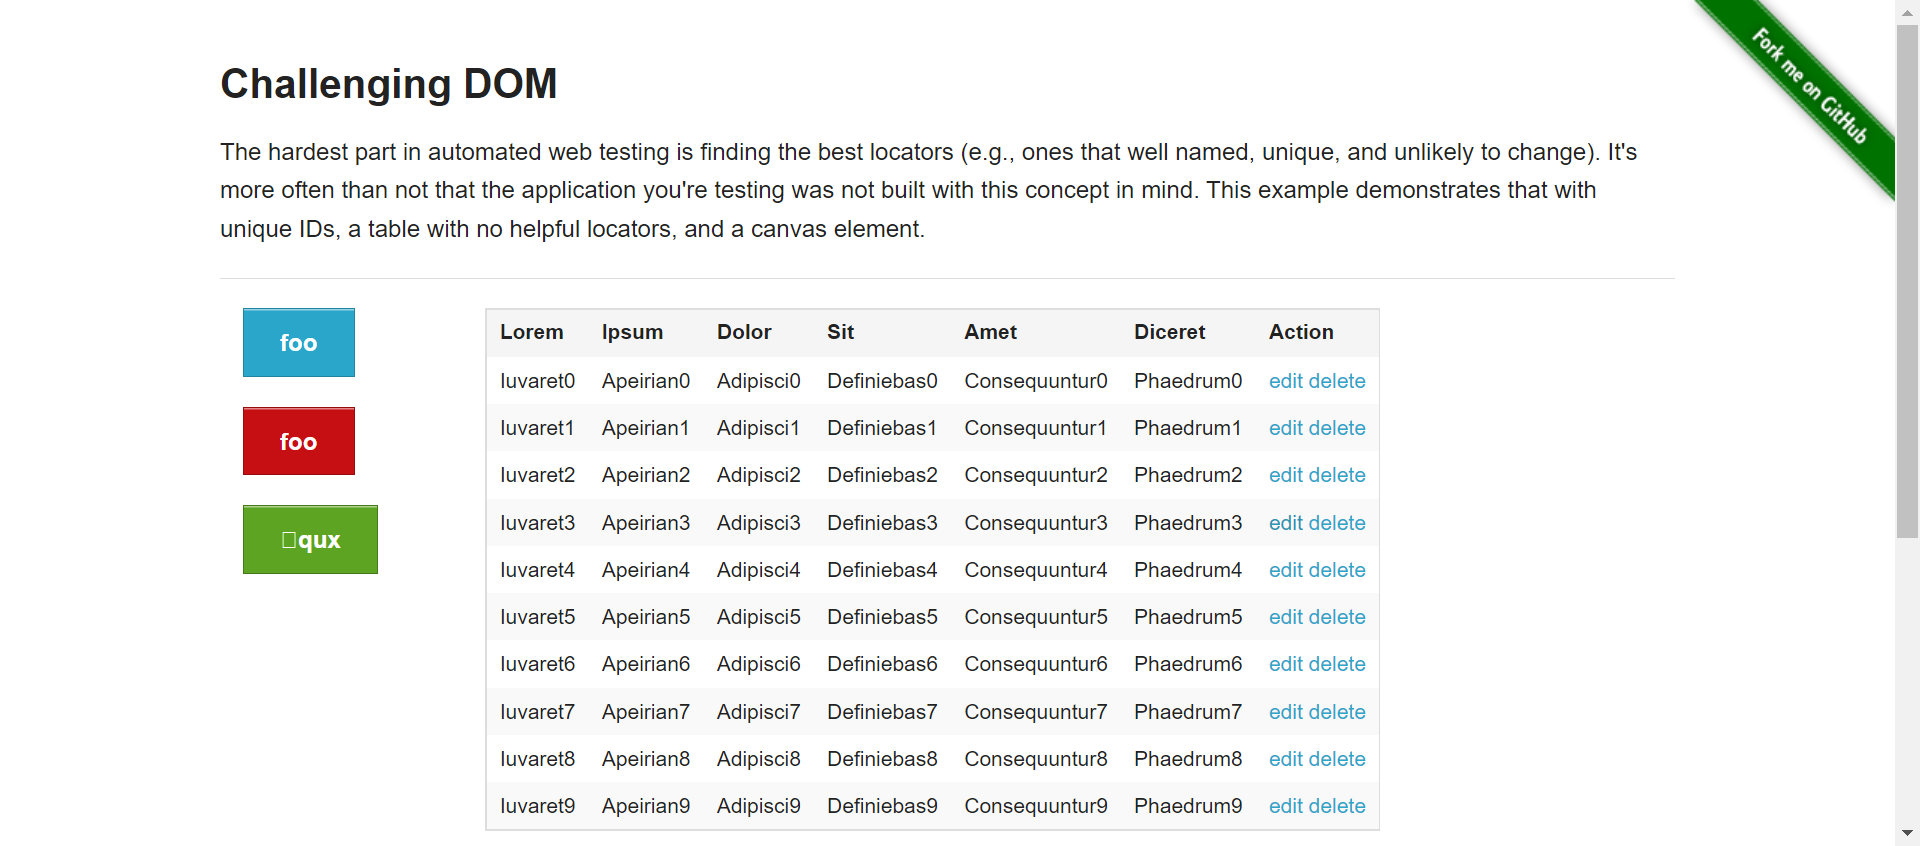 Fork me on GitHub
Challenging DOM
The hardest part in automated web testing is finding the best locators (e.g., ones that well named, unique, and unlikely to change). It's
more often than not that the application you're testing was not built with this concept in mind. This example demonstrates that with
unique IDs, a table with no helpful locators, and a canvas element.
foo
foo
qux
Lorem Ipsum Dolor Sit Amet Diceret Action
Iuvaret0 Apeirian0 Adipisci0 Definiebas0 Consequuntur0 Phaedrum0 edit delete
Iuvaret1 Apeirian1 Adipisci1 Definiebas1 Consequuntur1 Phaedrum1 edit delete
Iuvaret2 Apeirian2 Adipisci2 Definiebas2 Consequuntur2 Phaedrum2 edit delete
Iuvaret3 Apeirian3 Adipisci3 Definiebas3 Consequuntur3 Phaedrum3 edit delete
Iuvaret4 Apeirian4 Adipisci4 Definiebas4 Consequuntur4 Phaedrum4 edit delete
Iuvaret5 Apeirian5 Adipisci5 Definiebas5 Consequuntur5 Phaedrum5 edit delete
Iuvaret6 Apeirian6 Adipisci6 Definiebas6 Consequuntur6 Phaedrum6 edit delete
Iuvaret7 Apeirian7 Adipisci7 Definiebas7 Consequuntur7 Phaedrum7 edit delete
Iuvaret8 Apeirian8 Adipisci8 Definiebas8 Consequuntur8 Phaedrum8 edit delete
Iuvaret9 Apeirian9 Adipisci9 Definiebas9 Consequuntur9 Phaedrum9 edit delete